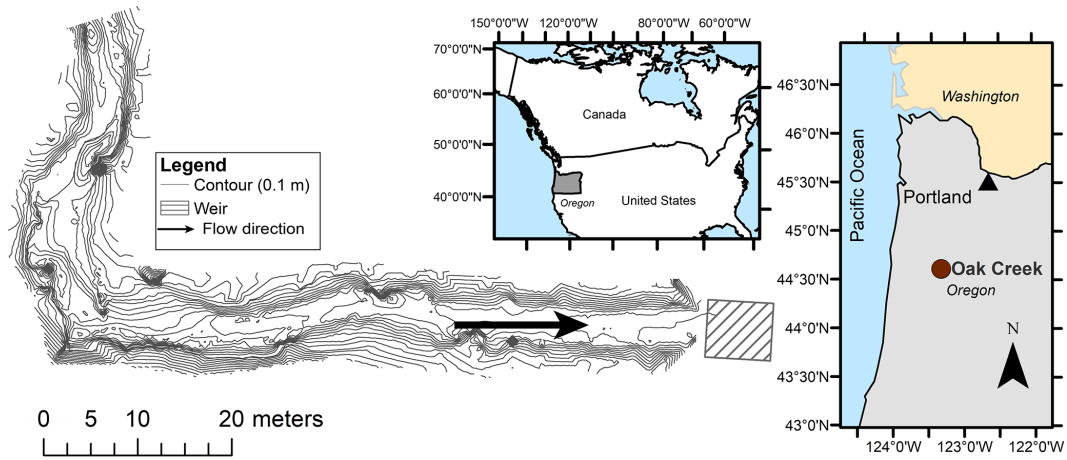 Legend
Contour (0.1 m)
Weir
Flow direction
0 5 10 20 meters
150°0'0"W 120°0'0"W 80°0'0"W 60°0'0"W
70°0'0"N
60°0'0"N
50°0'0"N
40°0'0"N
Canada
United States
Oregon
46°30'N
46°0'N
45°30'N
45°0'N
44°30'N
44°0'N
43°30'N
43°0'N
124°0'W 123°0'W 122°0'W
Washington
Pacific Ocean
Portland
Oak Creek
Oregon
N